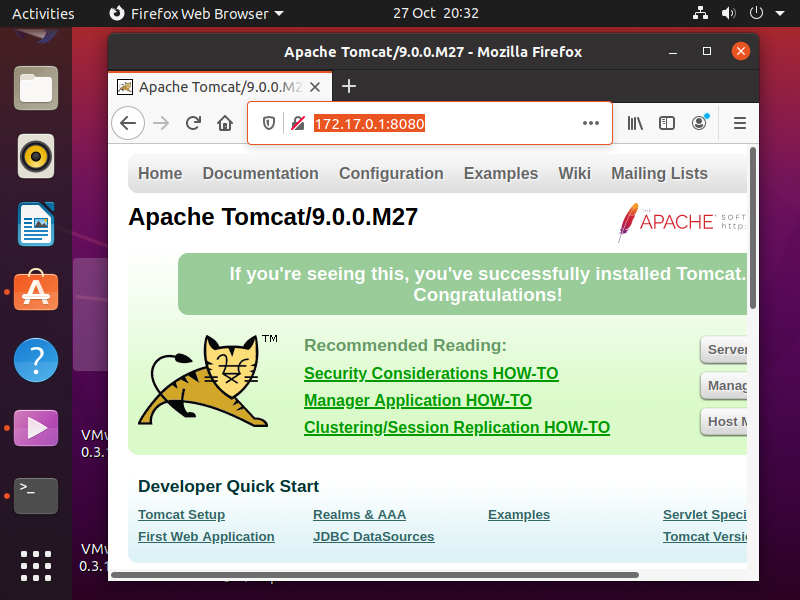 Activities
Firefox Web Browser
27 Oct 20:32
Apache Tomcat/9.0.0.M27 - Mozilla Firefox
Apache Tomcat/9.0.0.M2
172.17.0.1:8080
Home Documentation Configuration Examples Wiki Mailing Lists
Apache Tomcat/9.0.0.M27
THE
APACHE SOFT
http:
If you're seeing this, you've successfully installed Tomcat.
Congratulations!
TM
Recommended Reading:
Security Considerations HOW-TO
Manager Application HOW-TO
Clustering/Session Replication HOW-TO
Server
Manag
Host M
VMw
0.3.1
Developer Quick Start
Tomcat Setup Realms & AAA Examples Servlet Speci
First Web Application JDBC DataSources Tomcat Versi
VMw
0.3.1